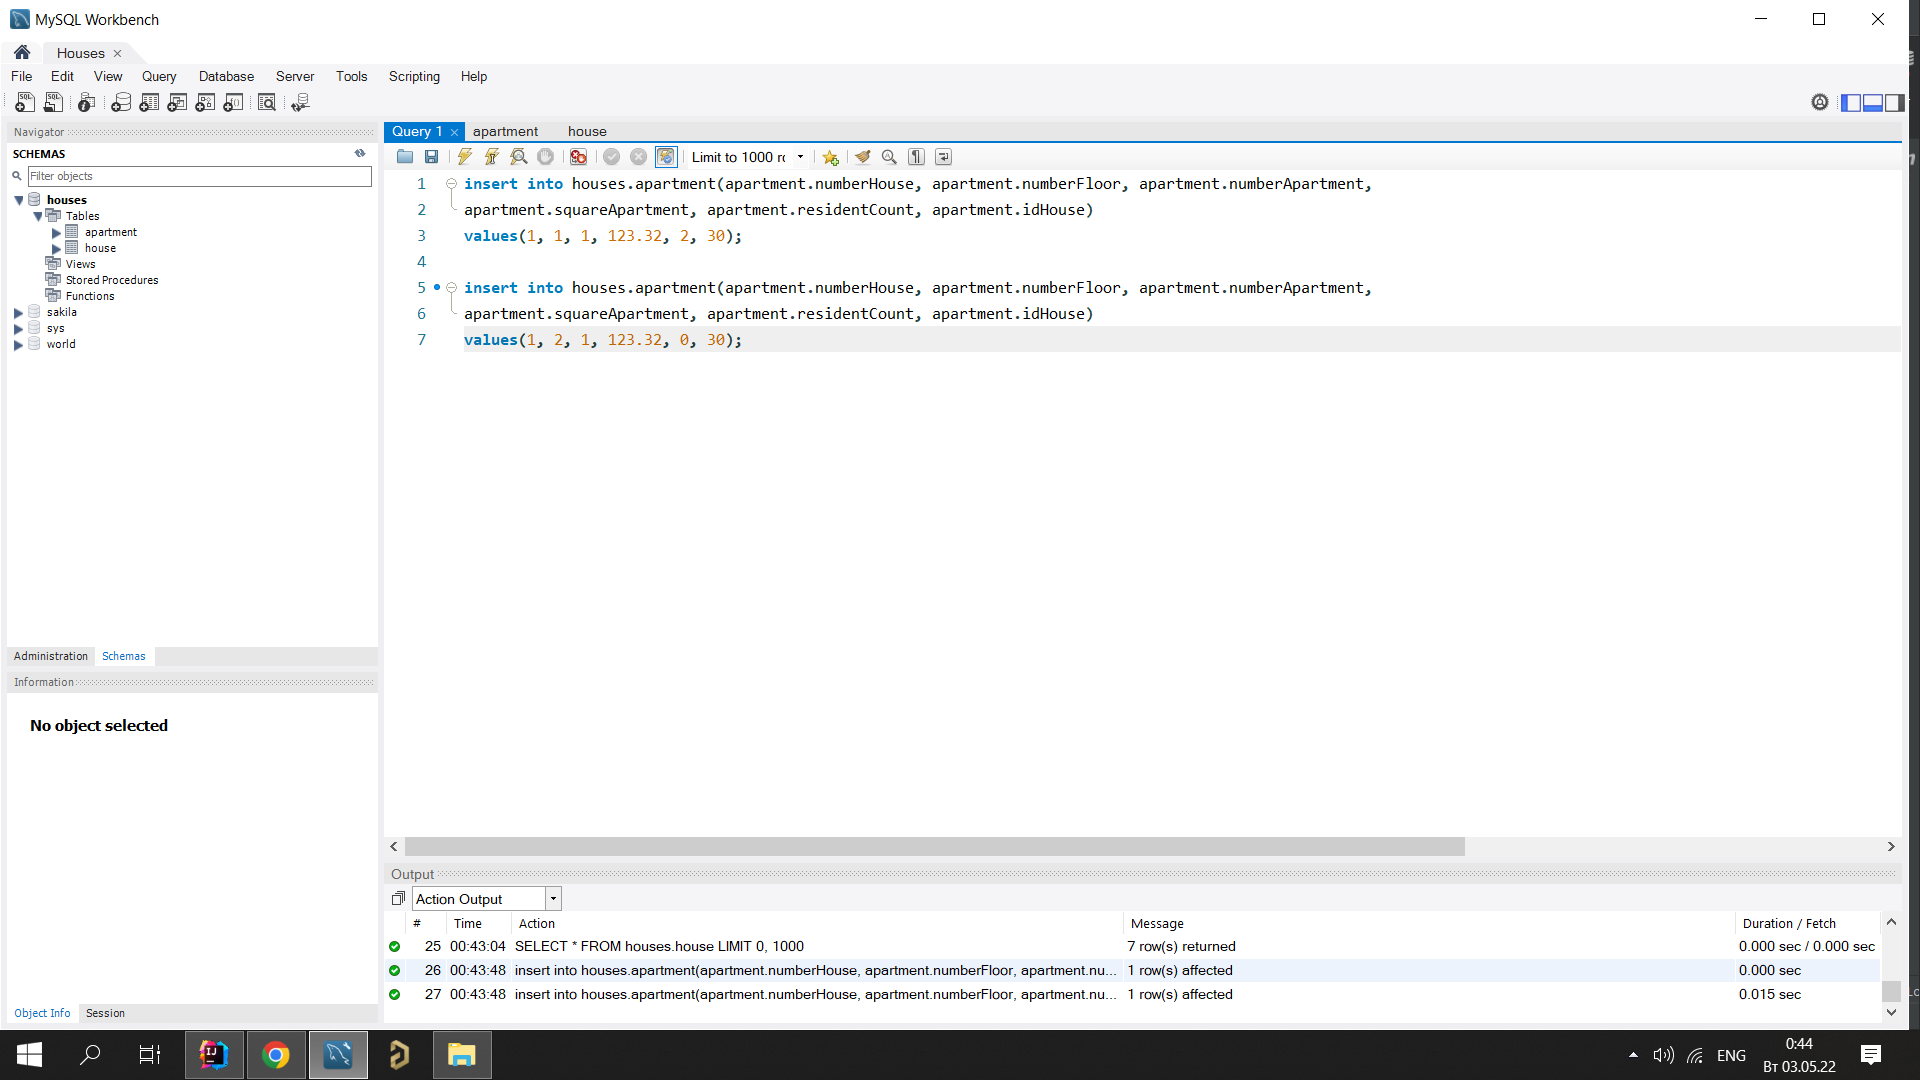 MySQL Workbench
Houses
File Edit View Query Database Server Tools Scripting Help
Navigator
SCHEMAS
Filter objects
houses
Tables
apartment
house
Views
Stored Procedures
Functions
sakila
sys
world
Administration Schemas
Information
No object selected
Object Info Session
Query 1 apartment house
Limit to 1000 r
1 insert into houses.apartment(apartment.numberHouse, apartment.numberFloor, apartment.numberApartment,
2 apartment.squareApartment, apartment.residentCount, apartment.idHouse)
3 values(1, 1, 1, 123.32, 2, 30);
4
5 insert into houses.apartment(apartment.numberHouse, apartment.numberFloor, apartment.numberApartment,
6 apartment.squareApartment, apartment.residentCount, apartment.idHouse)
7 values(1, 2, 1, 123.32, 0, 30);
Output
Action Output
# Time Action Message Duration / Fetch
25 00:43:04 SELECT * FROM houses.house LIMIT 0, 1000 7 row(s) returned 0.000 sec / 0.000 sec
26 00:43:48 insert into houses.apartment(apartment.numberHouse, apartment.numberFloor, apartment.nu... 1 row(s) affected 0.000 sec
27 00:43:48 insert into houses.apartment(apartment.numberHouse, apartment.numberFloor, apartment.nu... 1 row(s) affected 0.015 sec
IJ
ENG
0:44
Вт 03.05.22